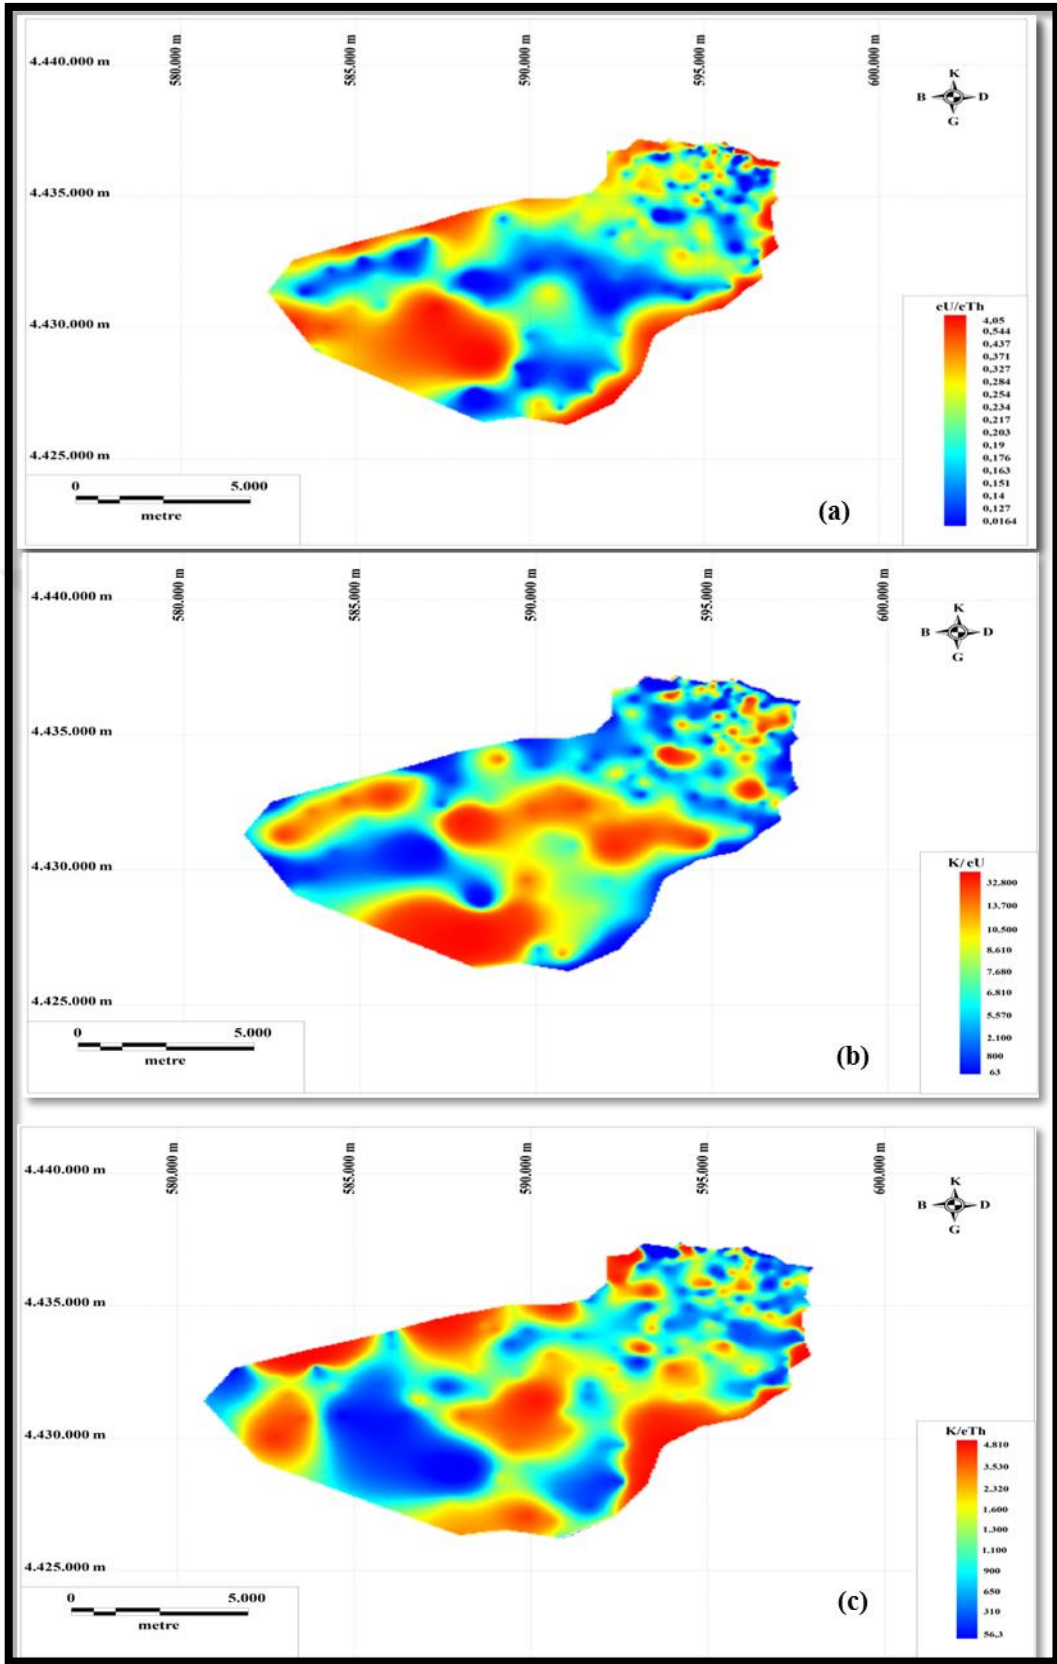 580.000 m
585.000 m
590.000 m
595.000 m
600.000 m
4.440.000 m
K
B D
G
4.435.000 m
4.430.000 m
4.425.000 m
eU/eTh
4,05
0,544
0,437
0,371
0,327
0,284
0,254
0,234
0,217
0,203
0,19
0,176
0,163
0,151
0,14
0,127
0,0164
0 5.000
metre
(a)
580.000 m
585.000 m
590.000 m
595.000 m
600.000 m
4.440.000 m
K
B D
G
4.435.000 m
4.430.000 m
4.425.000 m
K/ eU
32.800
13.700
10.500
8.610
7.680
6.810
5.570
2.100
800
63
0 5.000
metre
(b)
580.000 m
585.000 m
590.000 m
595.000 m
600.000 m
4.440.000 m
K
B D
G
4.435.000 m
4.430.000 m
4.425.000 m
K/eTh
4.810
3.530
2.320
1.600
1.300
1.100
900
650
310
56,3
0 5.000
metre
(c)